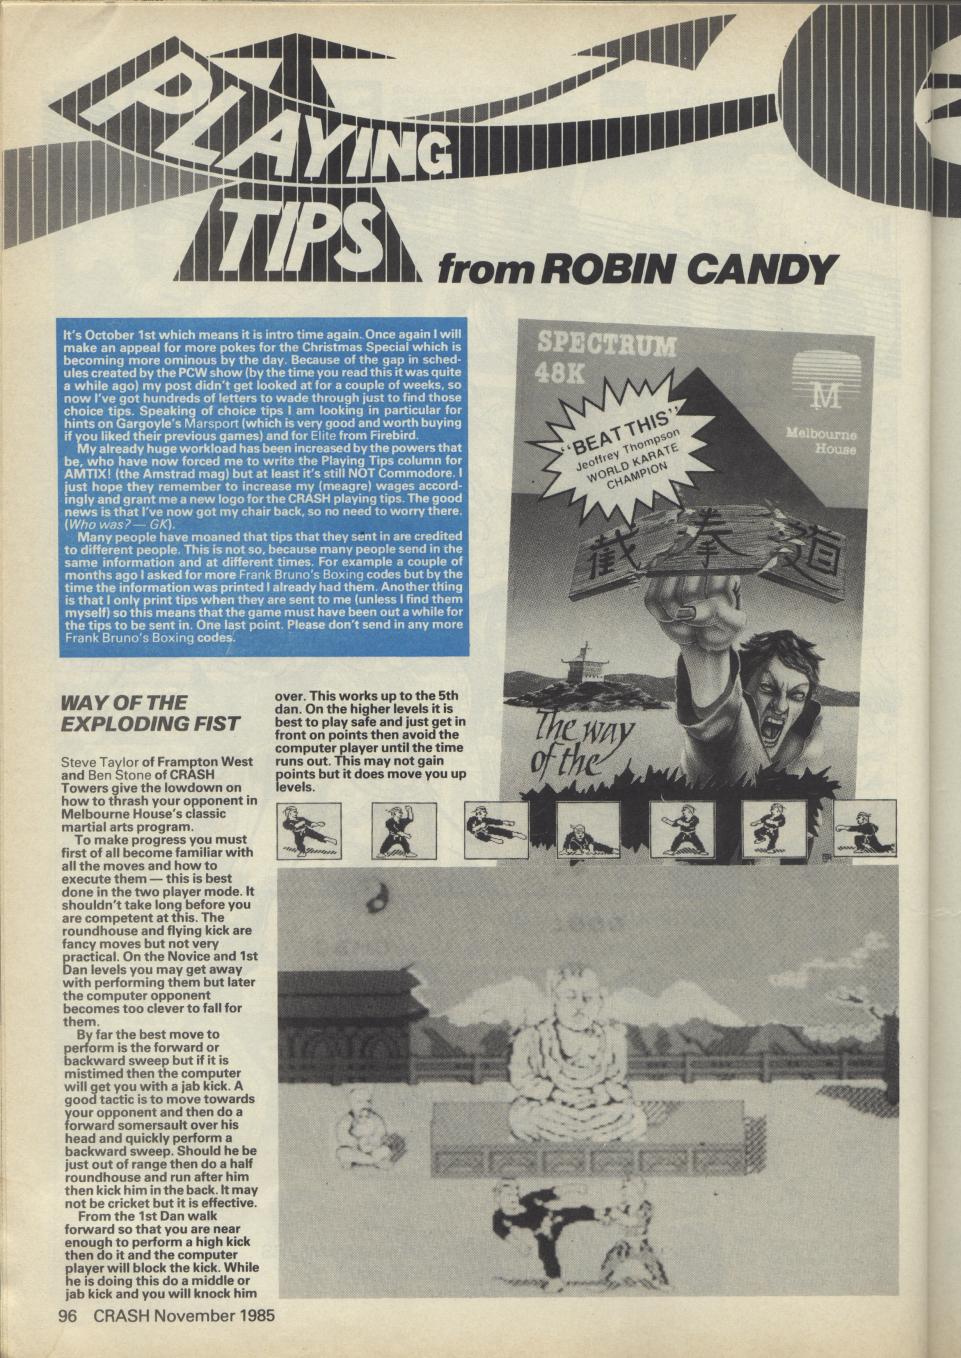 PLAYING
TIPS
from ROBIN CANDY
It's October 1st which means it is intro time again. Once again I will
make an appeal for more pokes for the Christmas Special which is
becoming more ominous by the day. Because of the gap in sched-
ules created by the PCW show (by the time you read this it was quite
a while ago) my post didn't get looked at for a couple of weeks, so
now I've got hundreds of letters to wade through just to find those
choice tips. Speaking of choice tips I am looking in particular for
hints on Gargoyle's Marsport (which is very good and worth buying
if you liked their previous games) and for Elite from Firebird.
My already huge workload has been increased by the powers that
be, who have now forced me to write the Playing Tips column for
AMTIX! (the Amstrad mag) but at least it's still NOT Commodore. I
just hope they remember to increase my (meagre) wages accord-
ingly and grant me a new logo for the CRASH playing tips. The good
news is that I've now got my chair back, so no need to worry there.
(Who was? — GK).
Many people have moaned that tips that they sent in are credited
to different people. This is not so, because many people send in the
same information and at different times. For example a couple of
months ago I asked for more Frank Bruno's Boxing codes but by the
time the information was printed I already had them. Another thing
is that I only print tips when they are sent to me (unless I find them
myself) so this means that the game must have been out a while for
the tips to be sent in. One last point. Please don't send in any more
Frank Bruno's Boxing codes.
SPECTRUM
48K
M
Melbourne
House
"BEAT THIS"
Jeoffrey Thompson
WORLD KARATE
CHAMPION
截拳道
The way
of the
WAY OF THE
EXPLODING FIST
Steve Taylor of Frampton West
and Ben Stone of CRASH
Towers give the lowdown on
how to thrash your opponent in
Melbourne House's classic
martial arts program.
To make progress you must
first of all become familiar with
all the moves and how to
execute them — this is best
done in the two player mode. It
shouldn't take long before you
are competent at this. The
roundhouse and flying kick are
fancy moves but not very
practical. On the Novice and 1st
Dan levels you may get away
with performing them but later
the computer opponent
becomes too clever to fall for
them.
By far the best move to
perform is the forward or
backward sweep but if it is
mistimed then the computer
will get you with a jab kick. A
good tactic is to move towards
your opponent and then do a
forward somersault over his
head and quickly perform a
backward sweep. Should he be
just out of range then do a half
roundhouse and run after him
then kick him in the back. It may
not be cricket but it is effective.
From the 1st Dan walk
forward so that you are near
enough to perform a high kick
then do it and the computer
player will block the kick. While
he is doing this do a middle or
jab kick and you will knock him
over. This works up to the 5th
dan. On the higher levels it is
best to play safe and just get in
front on points then avoid the
computer player until the time
runs out. This may not gain
points but it does move you up
levels.
96 CRASH November 1985